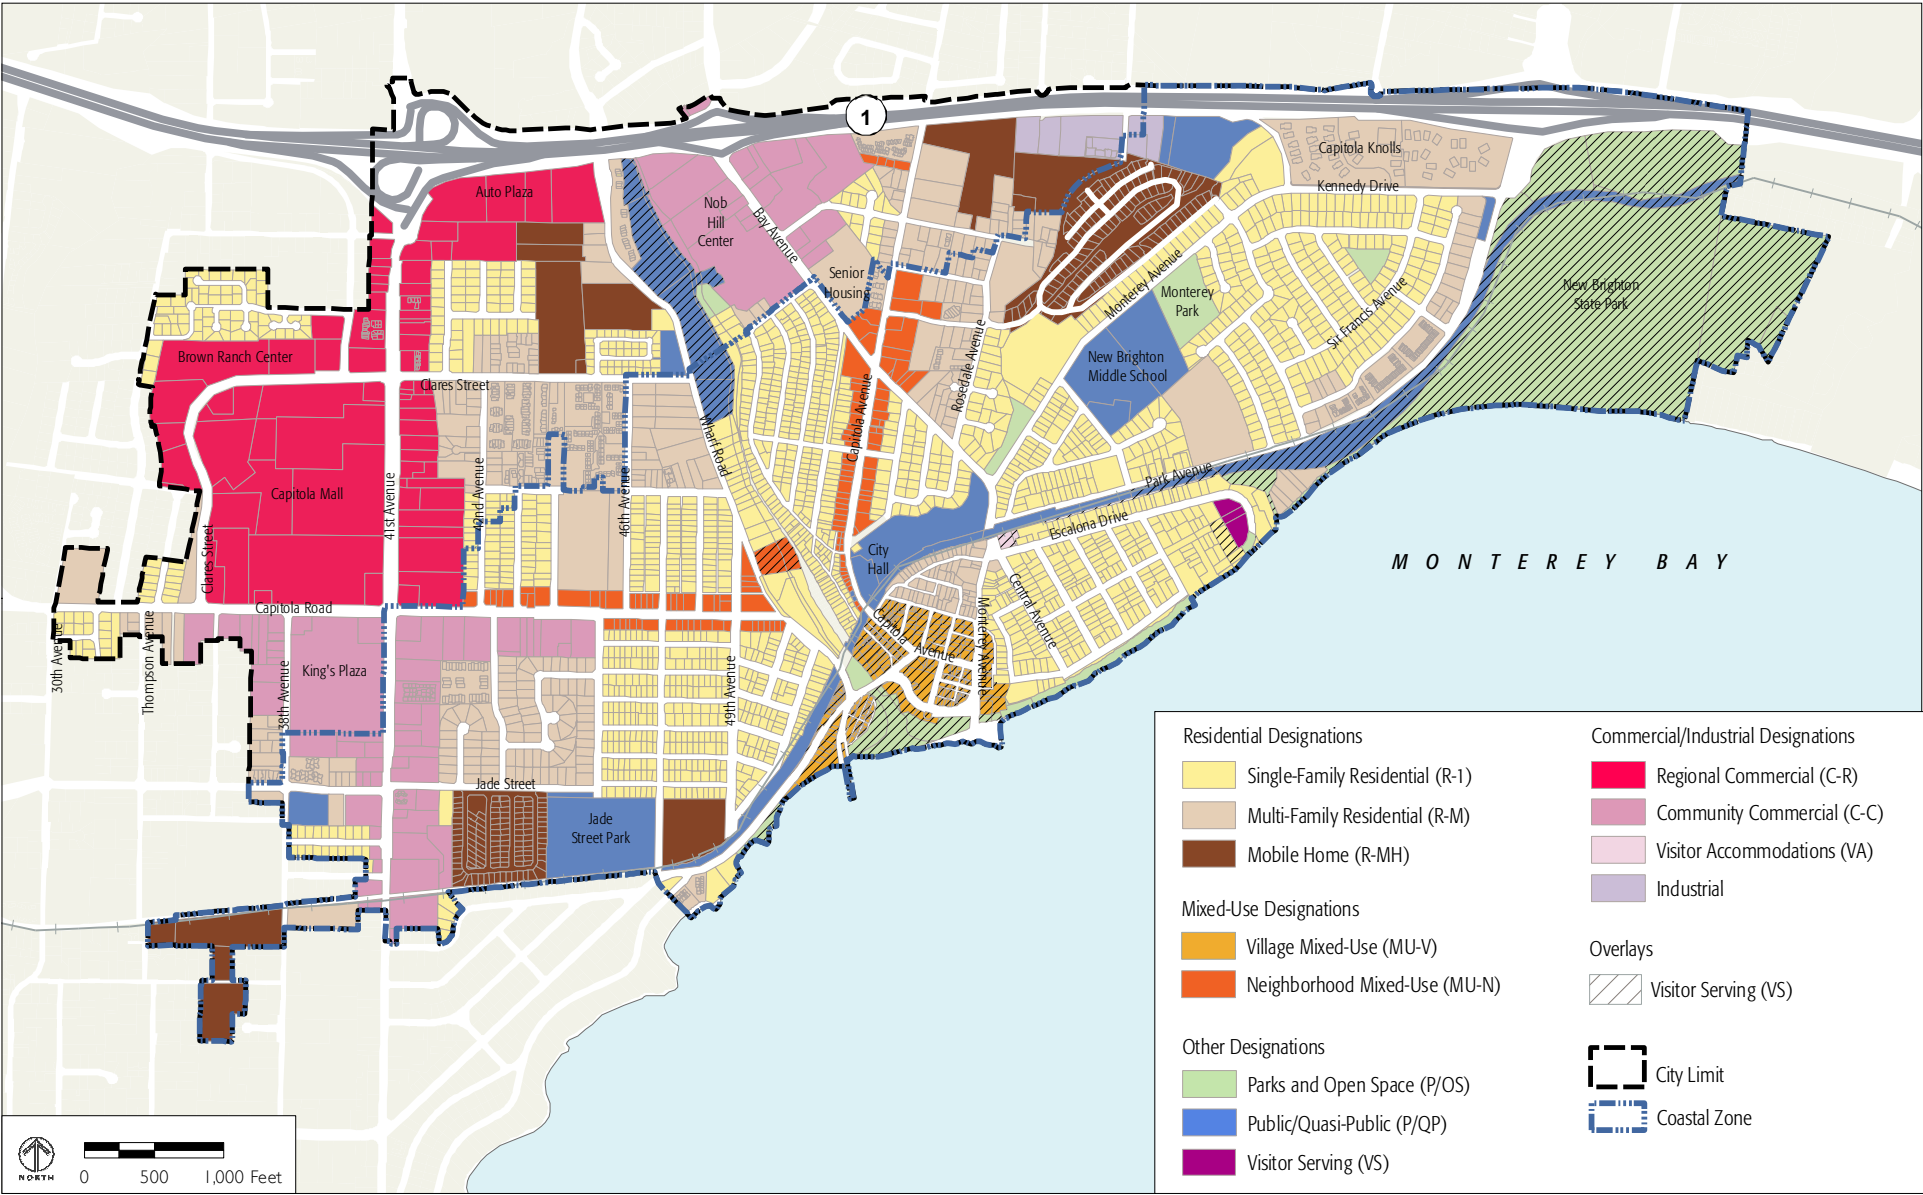 1
Auto Plaza
Nob
Hill
Center
Bay Avenue
Capitola Knolls
Kennedy Drive
Senior
Housing
Monterey Avenue
Monterey
Park
New Brighton
State Park
Sit Francis Avenue
Brown Ranch Center
Clares Street
New Brighton
Middle School
Rosedale Avenue
Capitola Avenue
Wharf Road
Capitola Mall
41st Avenue
42nd Avenue
46th Avenue
Park Avenue
Escalona Drive
Clares Street
City
Hall
MONTEREY BAY
Capitola Road
Central Avenue
Monterey Avenue
Capitola
Avenue
30th Avenue
Thompson Avenue
38th Avenue
King's Plaza
49th Avenue
Jade Street
Jade
Street Park
Residential Designations
Single-Family Residential (R-1)
Multi-Family Residential (R-M)
Mobile Home (R-MH)
Mixed-Use Designations
Village Mixed-Use (MU-V)
Neighborhood Mixed-Use (MU-N)
Other Designations
Parks and Open Space (P/OS)
Public/Quasi-Public (P/QP)
Visitor Serving (VS)
Commercial/Industrial Designations
Regional Commercial (C-R)
Community Commercial (C-C)
Visitor Accommodations (VA)
Industrial
Overlays
Visitor Serving (VS)
City Limit
Coastal Zone
NORTH
0 500 1,000 Feet